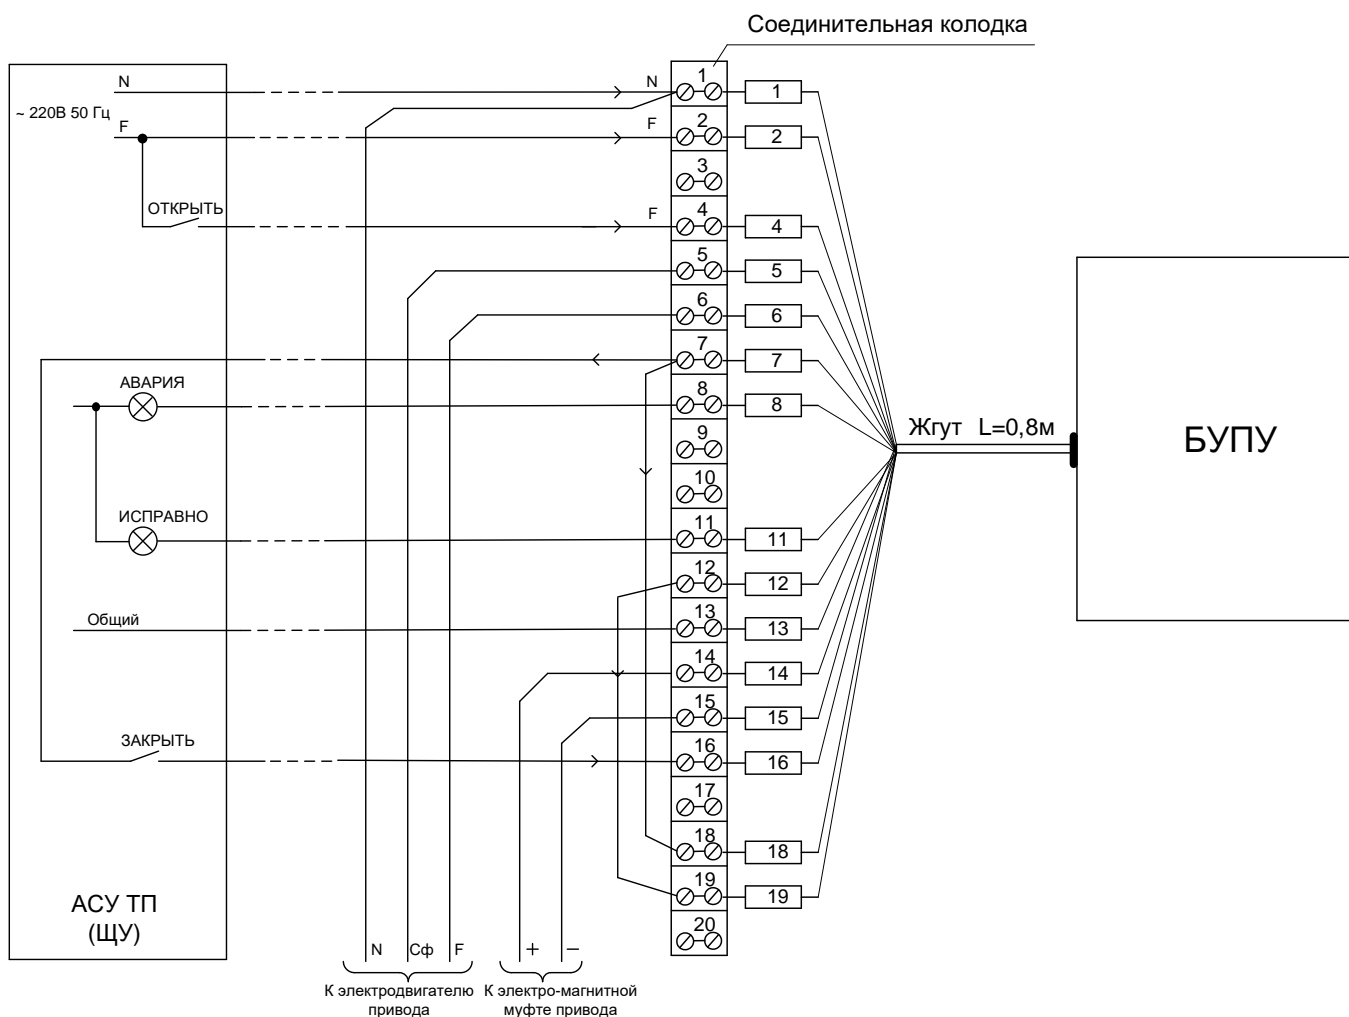 Соединительная колодка
N
~ 220В 50 Гц
F
ОТКРЫТЬ
АВАРИЯ
ИСПРАВНО
Общий
ЗАКРЫТЬ
АСУ ТП
(ЩУ)
N
F
F
1
2
3
4
5
6
7
8
9
10
11
12
13
14
15
16
17
18
19
20
1
2
4
5
6
7
8
11
12
13
14
15
16
18
19
Жгут L=0,8м
БУПУ
N Сф F
+ −
К электродвигателю
привода
К электро-магнитной
муфте привода